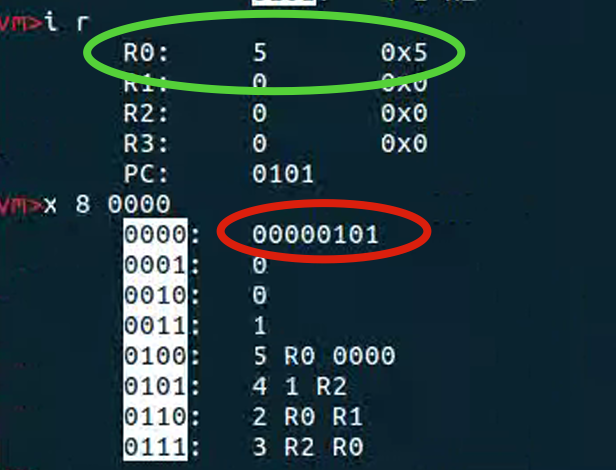 vm>i r
R0: 5 0x5
R1: 0 0x0
R2: 0 0x0
R3: 0 0x0
PC: 0101
vm>x 8 0000
0000: 00000101
0001: 0
0010: 0
0011: 1
0100: 5 R0 0000
0101: 4 1 R2
0110: 2 R0 R1
0111: 3 R2 R0